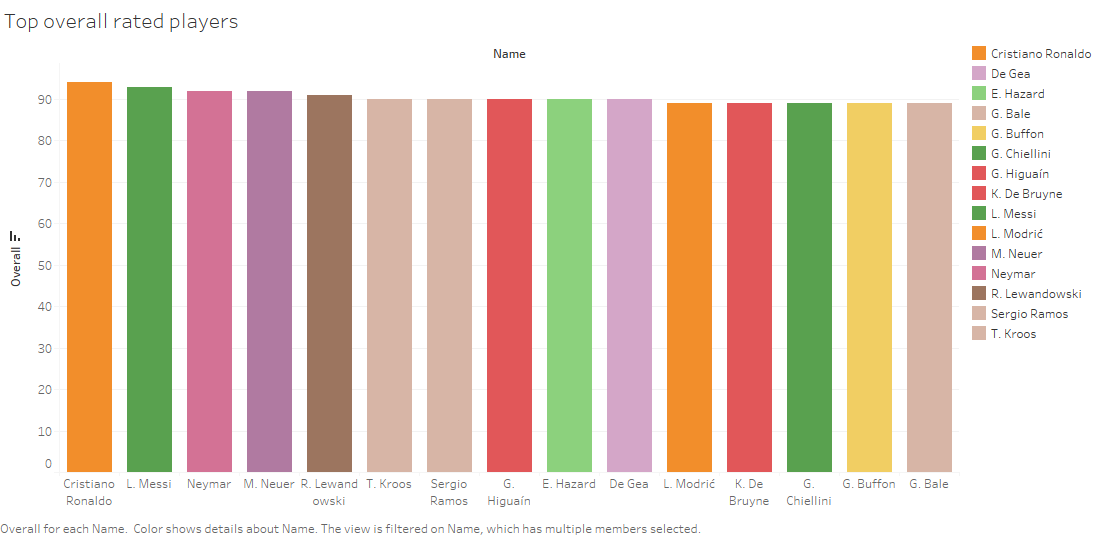 Top overall rated players
Name
Overall
90
80
70
60
50
40
30
20
10
0
Cristiano Ronaldo
L. Messi
Neymar
M. Neuer
R. Lewandowski
T. Kroos
Sergio Ramos
G. Higuaín
E. Hazard
De Gea
L. Modrić
K. De Bruyne
G. Chiellini
G. Buffon
G. Bale
Cristiano Ronaldo
De Gea
E. Hazard
G. Bale
G. Buffon
G. Chiellini
G. Higuaín
K. De Bruyne
L. Messi
L. Modrić
M. Neuer
Neymar
R. Lewandowski
Sergio Ramos
T. Kroos
Overall for each Name.  Color shows details about Name. The view is filtered on Name, which has multiple members selected.